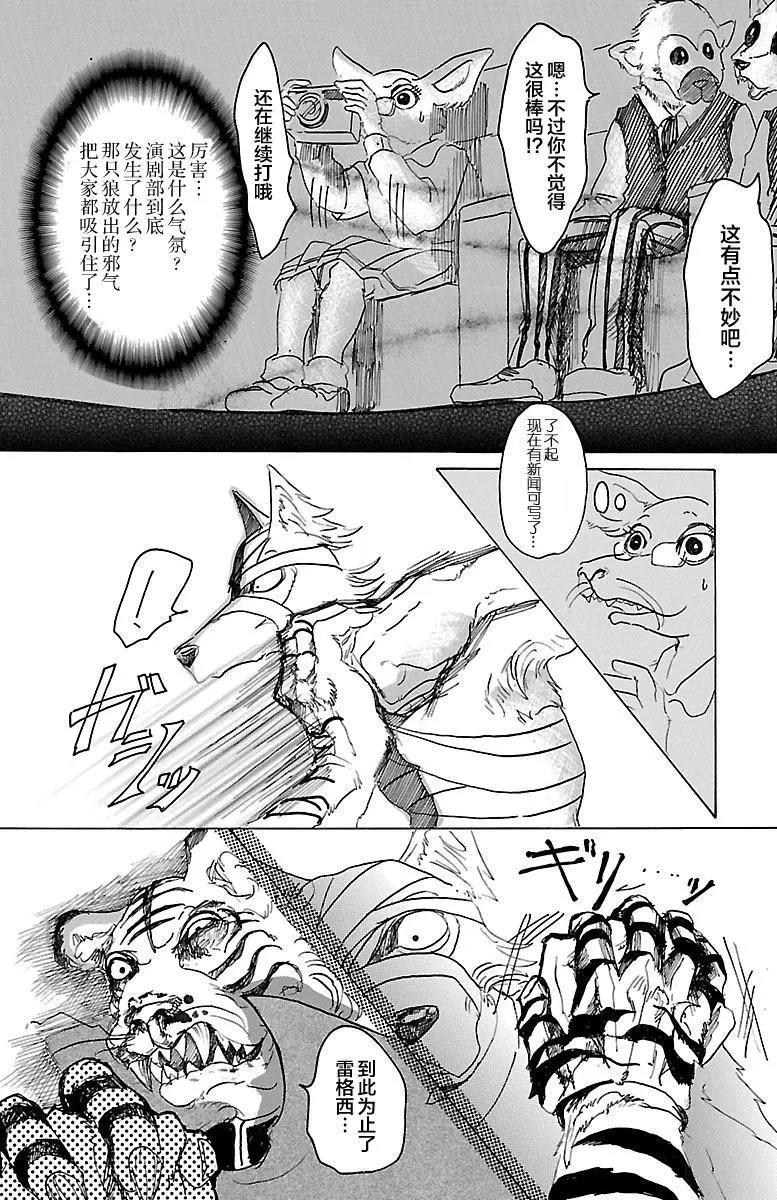 这有点不妙吧…
嗯…不过你不觉得
这很棒吗!?
还在继续打哦
厉害…
这是什么气氛?
演剧部到底
发生了什么?
那只狼放出的邪气
把大家都吸引住了…
了不起
现在有新闻可写了…
ガシッ
ギリッ
到此为止了
雷格西…